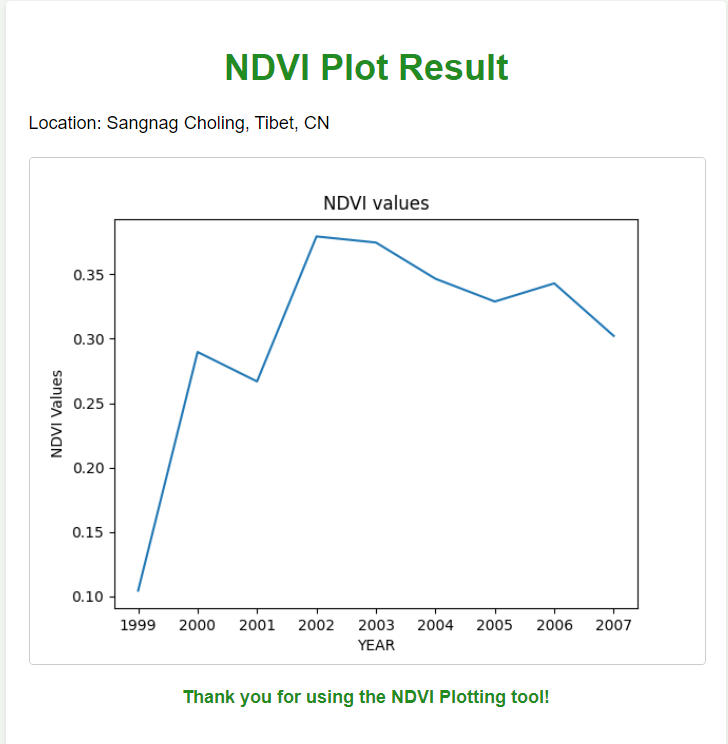 NDVI Plot Result
Location: Sangnag Choling, Tibet, CN
NDVI values
0.35
0.30
0.25
0.20
0.15
0.10
NDVI Values
1999 2000 2001 2002 2003 2004 2005 2006 2007
YEAR
Thank you for using the NDVI Plotting tool!